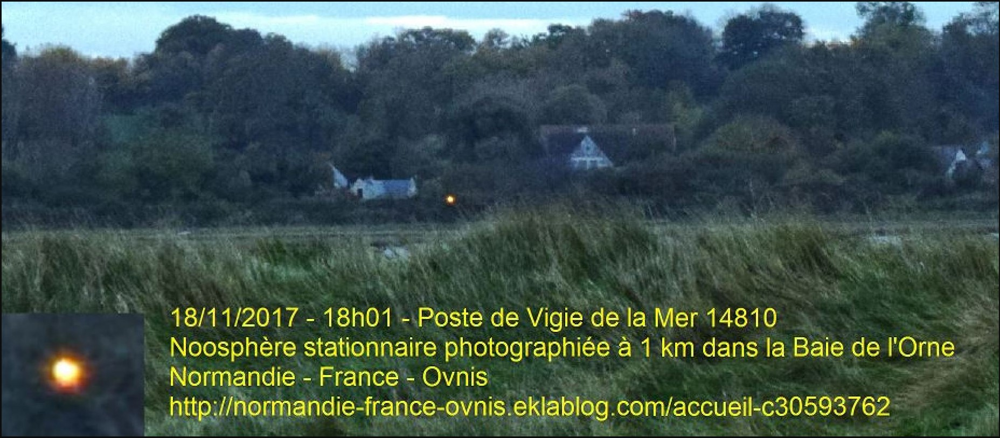 18/11/2017 - 18h01 - Poste de Vigie de la Mer 14810
Noosphère stationnaire photographiée à 1 km dans la Baie de l'Orne
Normandie - France - Ovnis
http://normandie-france-ovnis.eklablog.com/accueil-c30593762